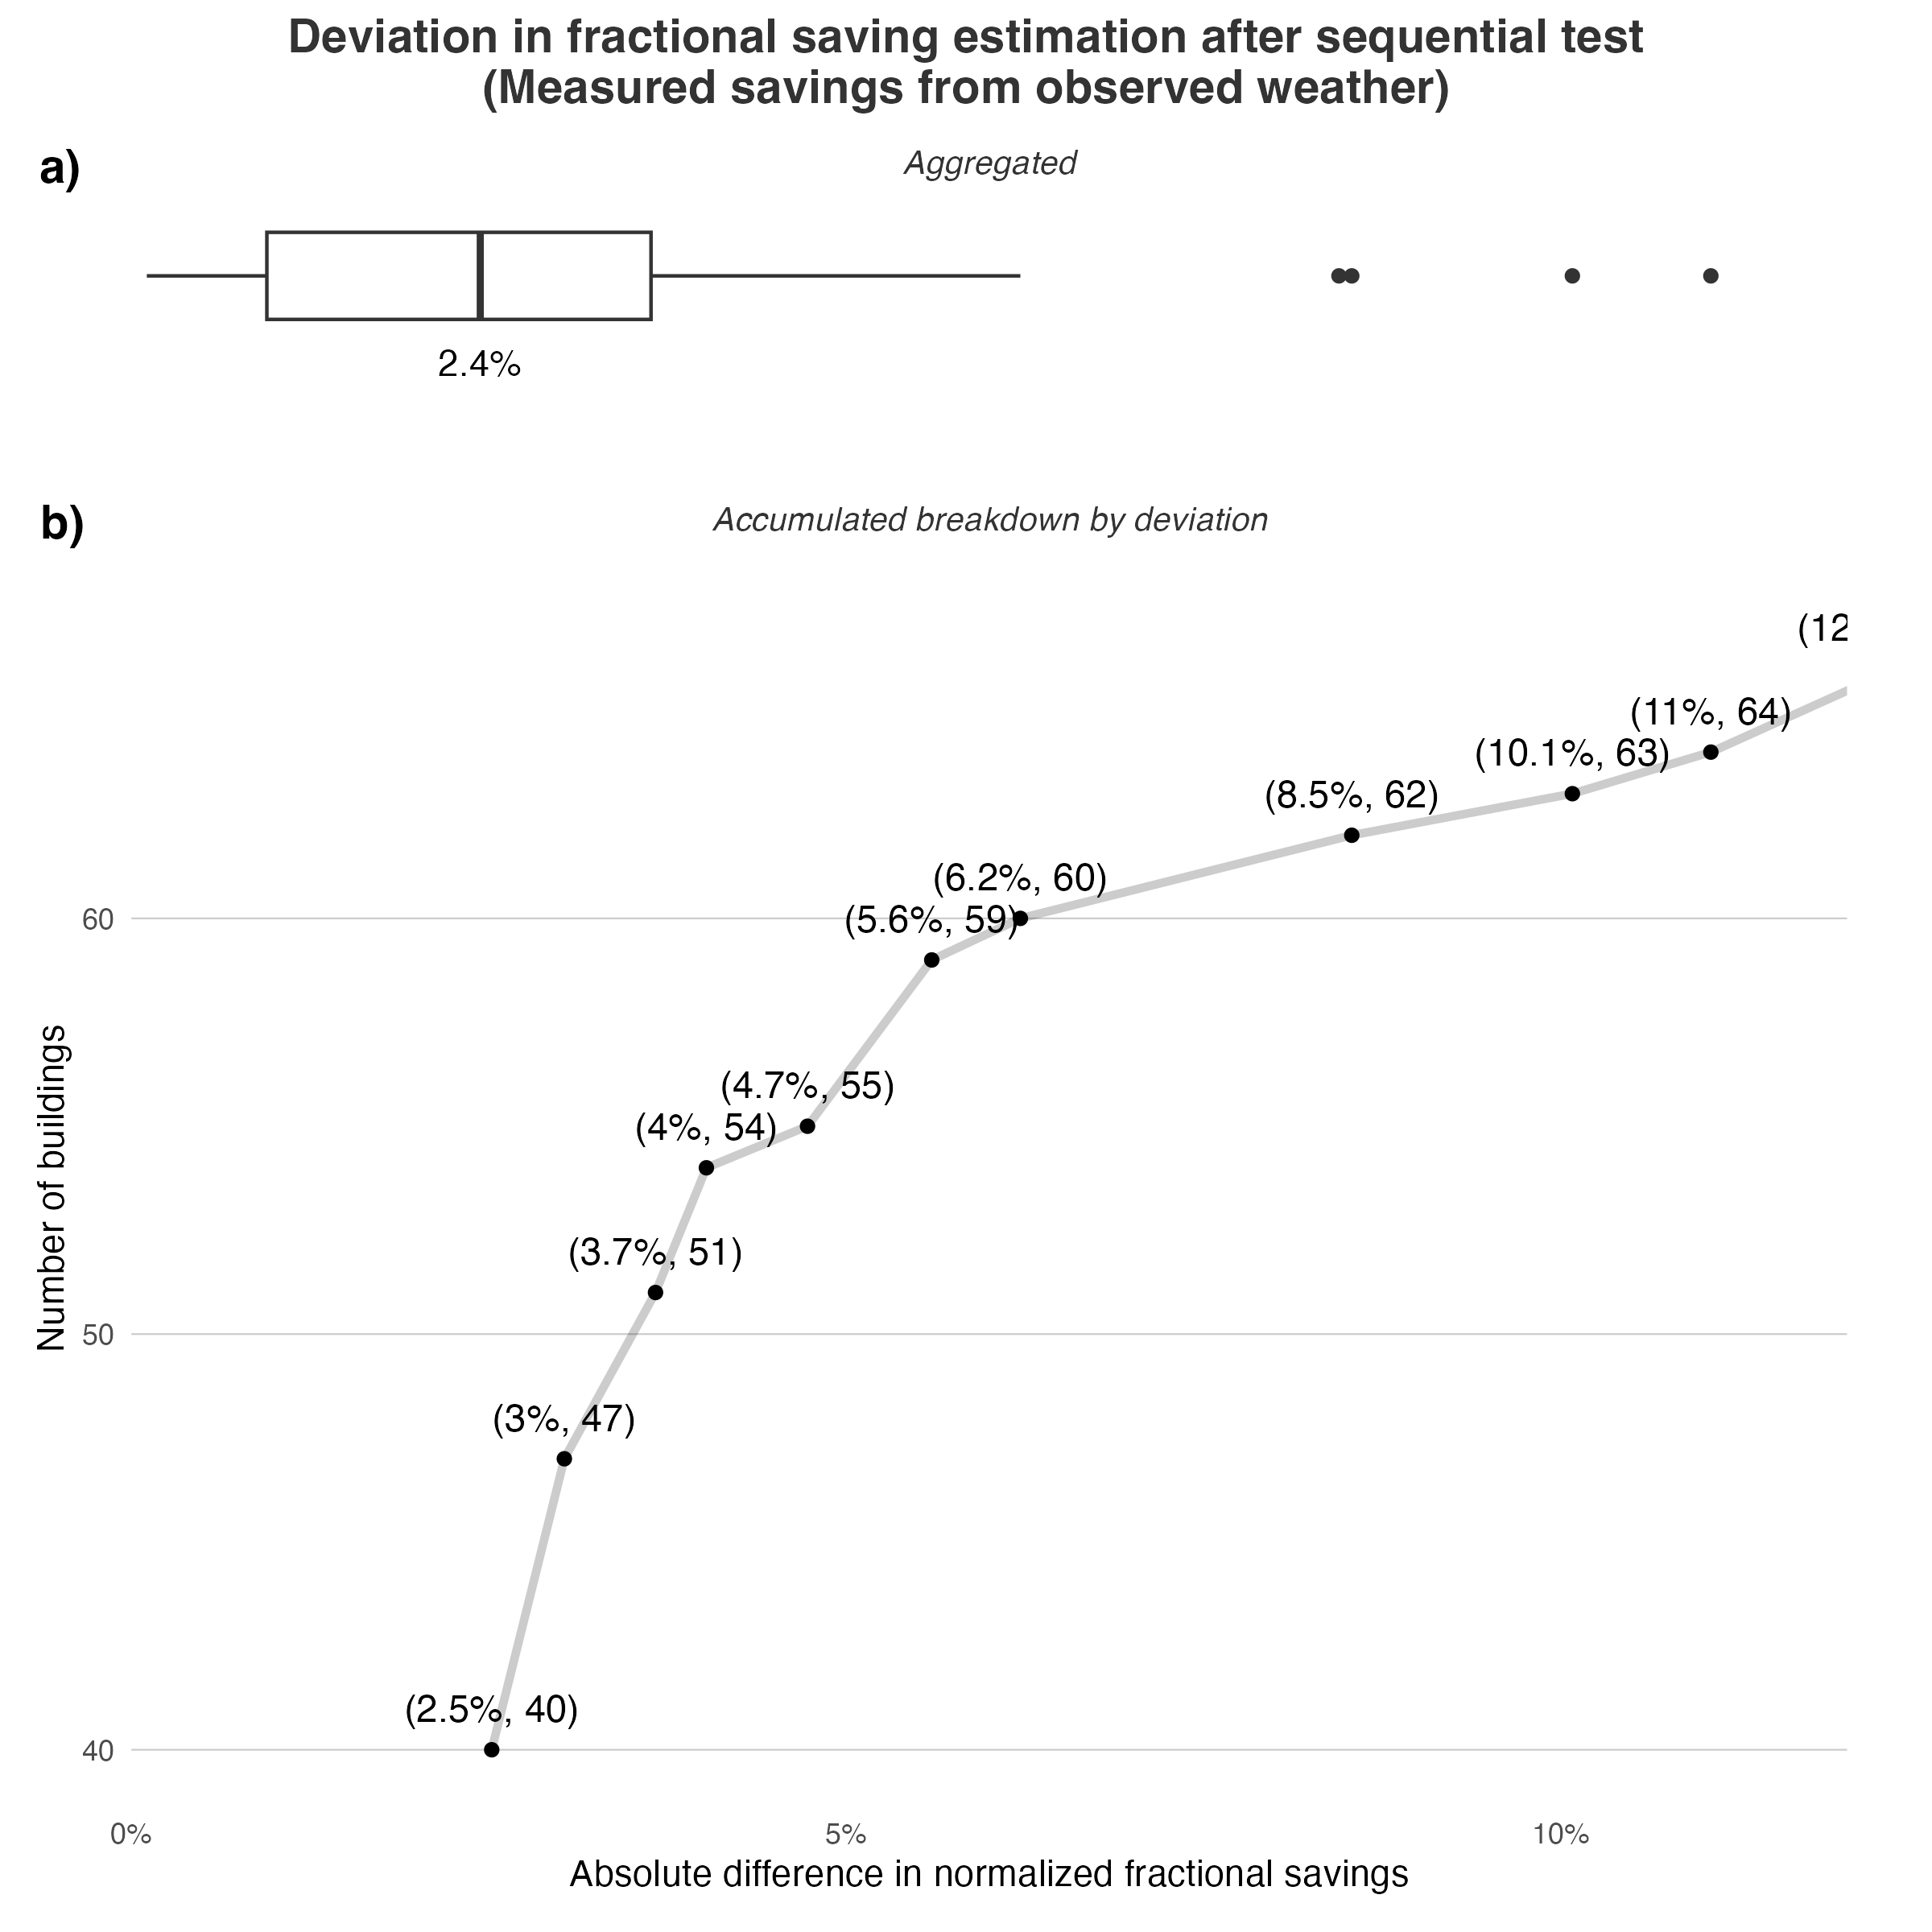 Deviation in fractional saving estimation after sequential test
(Measured savings from observed weather)
a)
Aggregated
2.4%
b)
Accumulated breakdown by deviation
(12
(11%, 64)
(10.1%, 63)
(8.5%, 62)
(6.2%, 60)
60
(5.6%, 59)
(4.7%, 55)
(4%, 54)
(3.7%, 51)
Number of buildings
50
(3%, 47)
(2.5%, 40)
40
0%
5%
10%
Absolute difference in normalized fractional savings